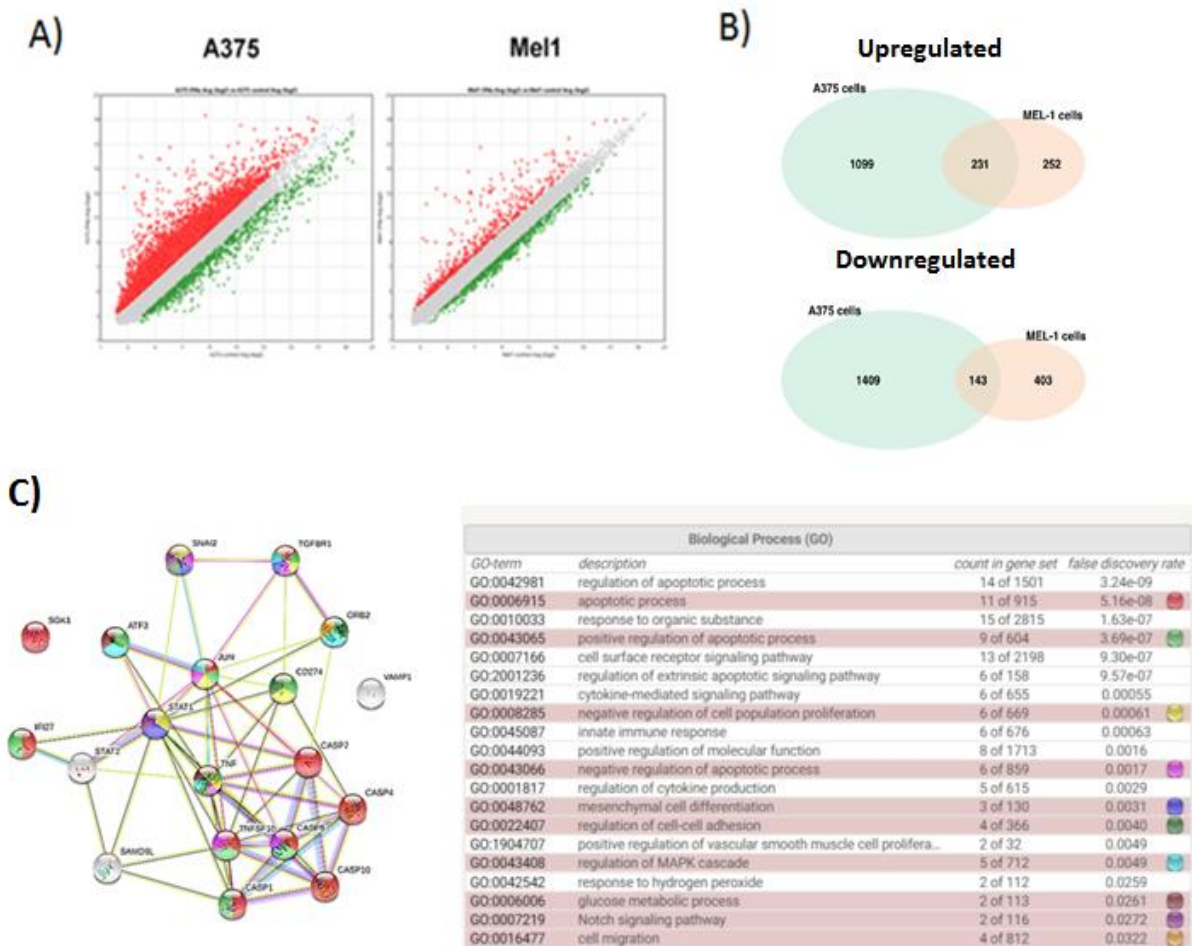 A)
A375
Mel1
B)
Upregulated
A375 cells
MEL-1 cells
1099
231
252
Downregulated
A375 cells
MEL-1 cells
1409
143
403
C)
SNAI2
TGFBR1
GRB2
SGK1
ATF3
JUN
CD274
VAMP1
STAT1
IFI27
STAT2
TNF
CASP2
CASP4
TNFSF10
SAMD9L
CASP1
CASP10
Biological Process (GO)
GO-term description count in gene set false discovery rate
GO:0042981 regulation of apoptotic process 14 of 1501 3.24e-09
GO:0006915 apoptotic process 11 of 915 5.16e-08
GO:0010033 response to organic substance 15 of 2815 1.63e-07
GO:0043065 positive regulation of apoptotic process 9 of 604 3.69e-07
GO:0007166 cell surface receptor signaling pathway 13 of 2198 9.30e-07
GO:2001236 regulation of extrinsic apoptotic signaling pathway 6 of 158 9.57e-07
GO:0019221 cytokine-mediated signaling pathway 6 of 655 0.00055
GO:0008285 negative regulation of cell population proliferation 6 of 669 0.00061
GO:0045087 innate immune response 6 of 676 0.00063
GO:0044093 positive regulation of molecular function 8 of 1713 0.0016
GO:0043066 negative regulation of apoptotic process 6 of 859 0.0017
GO:0001817 regulation of cytokine production 5 of 615 0.0029
GO:0048762 mesenchymal cell differentiation 3 of 130 0.0031
GO:0022407 regulation of cell-cell adhesion 4 of 366 0.0040
GO:1904707 positive regulation of vascular smooth muscle cell prolifera... 2 of 32 0.0049
GO:0043408 regulation of MAPK cascade 5 of 712 0.0049
GO:0042542 response to hydrogen peroxide 2 of 112 0.0259
GO:0006006 glucose metabolic process 2 of 113 0.0261
GO:0007219 Notch signaling pathway 2 of 116 0.0272
GO:0016477 cell migration 4 of 812 0.0322